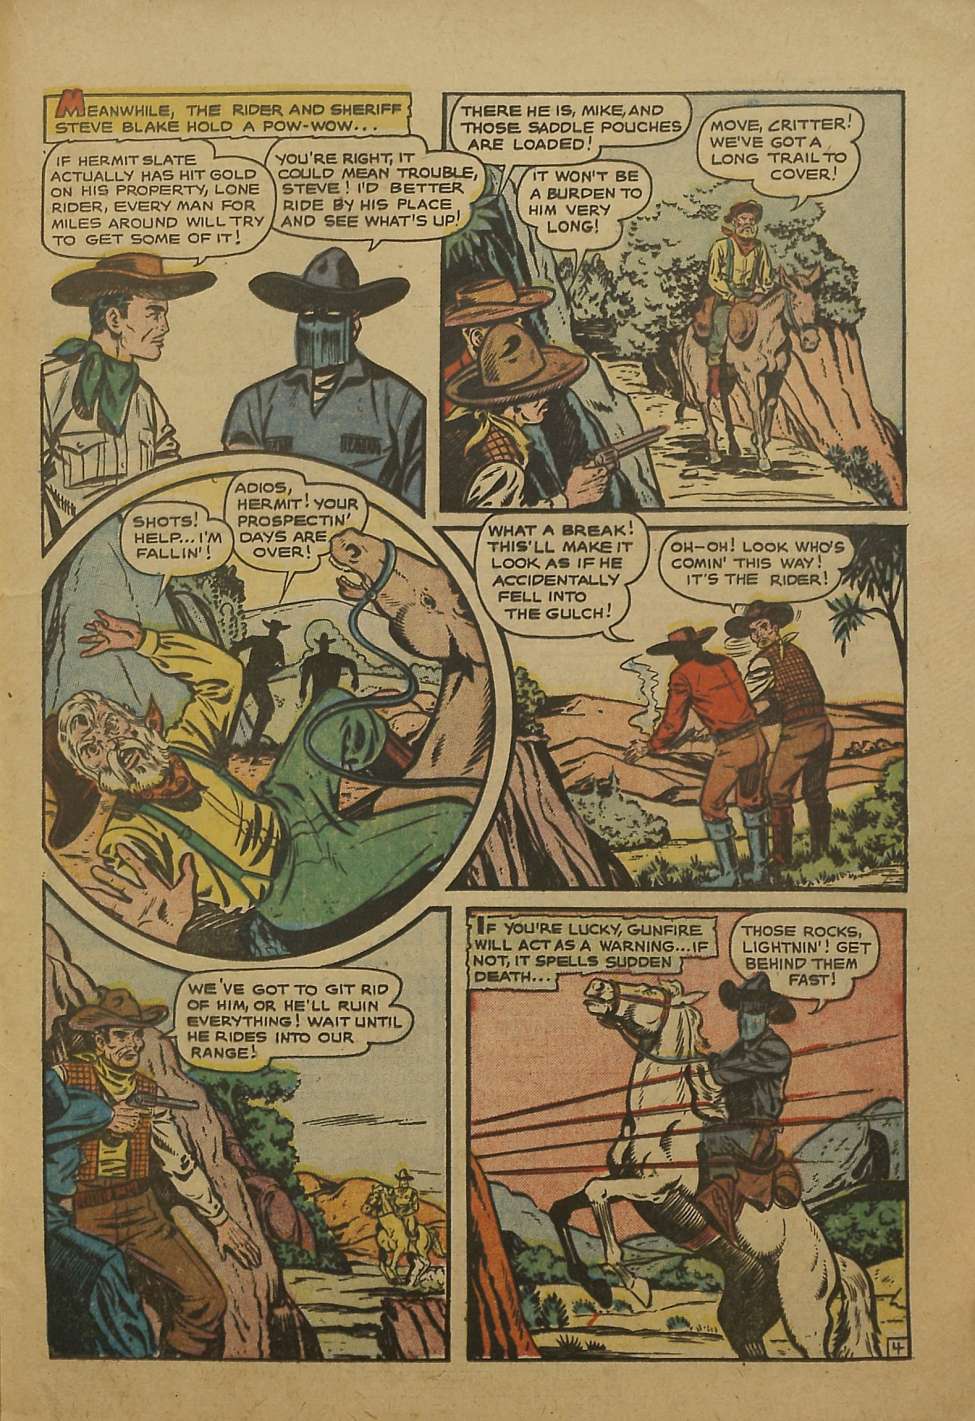 MEANWHILE, THE RIDER AND SHERIFF
STEVE BLAKE HOLD A POW-WOW...
IF HERMIT SLATE
ACTUALLY HAS HIT GOLD
ON HIS PROPERTY, LONE
RIDER, EVERY MAN FOR
MILES AROUND WILL TRY
TO GET SOME OF IT!
YOU'RE RIGHT, IT
COULD MEAN TROUBLE,
STEVE! I'D BETTER
RIDE BY HIS PLACE
AND SEE WHAT'S UP!
THERE HE IS, MIKE, AND
THOSE SADDLE POUCHES
ARE LOADED!
IT WON'T BE
A BURDEN TO
HIM VERY
LONG!
MOVE, CRITTER!
WE'VE GOT A
LONG TRAIL TO
COVER!
SHOTS!
HELP...I'M
FALLIN'!
ADIOS,
HERMIT! YOUR
PROSPECTIN'
DAYS ARE
OVER!
WHAT A BREAK!
THIS'LL MAKE IT
LOOK AS IF HE
ACCIDENTALLY
FELL INTO
THE GULCH!
OH-OH! LOOK WHO'S
COMIN' THIS WAY!
IT'S THE RIDER!
WE'VE GOT TO GIT RID
OF HIM, OR HE'LL RUIN
EVERYTHING! WAIT UNTIL
HE RIDES INTO OUR
RANGE!
IF YOU'RE LUCKY, GUNFIRE
WILL ACT AS A WARNING...IF
NOT, IT SPELLS SUDDEN
DEATH...
THOSE ROCKS,
LIGHTNIN'! GET
BEHIND THEM
FAST!
4